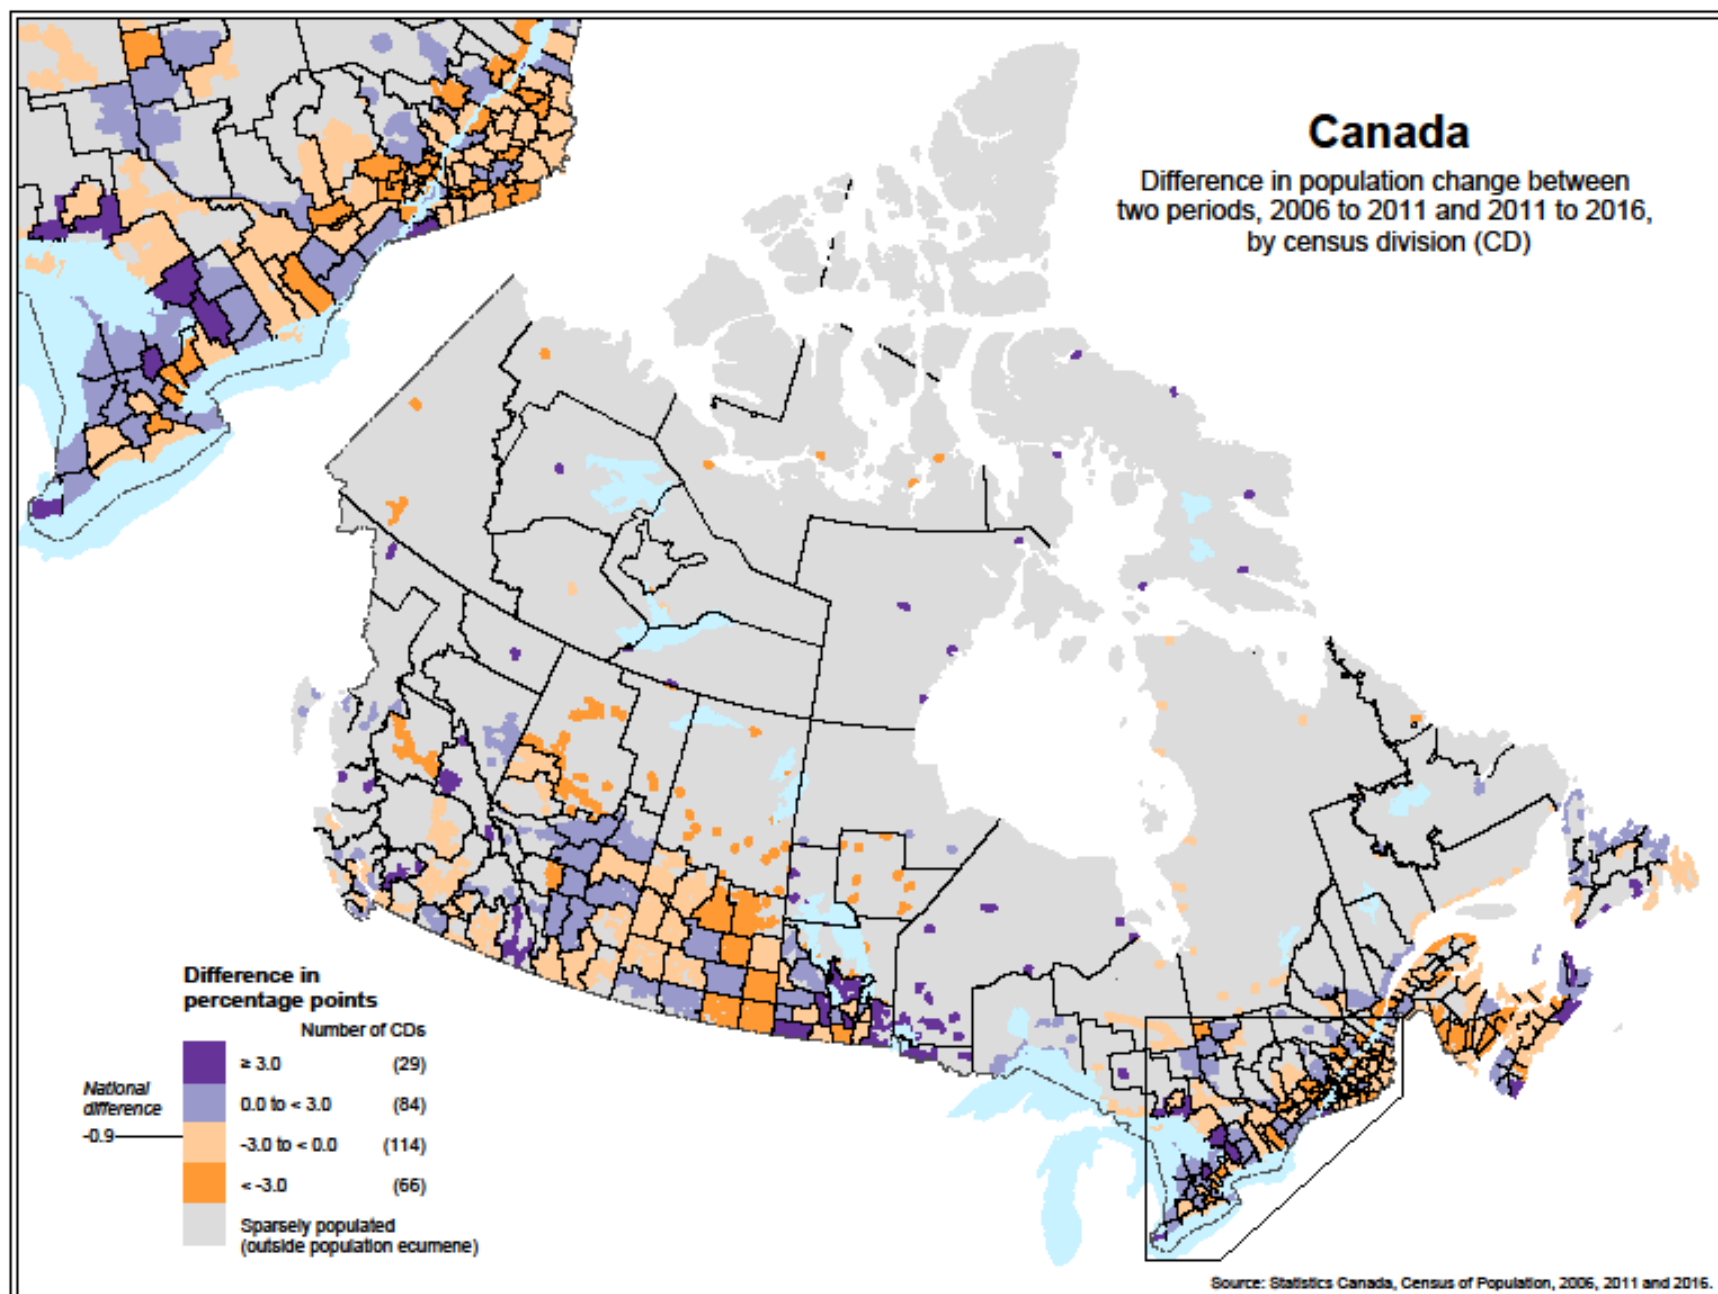 Canada
Difference in population change between
two periods, 2006 to 2011 and 2011 to 2016,
by census division (CD)
Difference in
percentage points
Number of CDs
≥ 3.0 (29)
0.0 to < 3.0 (84)
-3.0 to < 0.0 (114)
< -3.0 (66)
Sparsely populated
(outside population ecumene)
National
difference
-0.9
Source: Statistics Canada, Census of Population, 2006, 2011 and 2016.